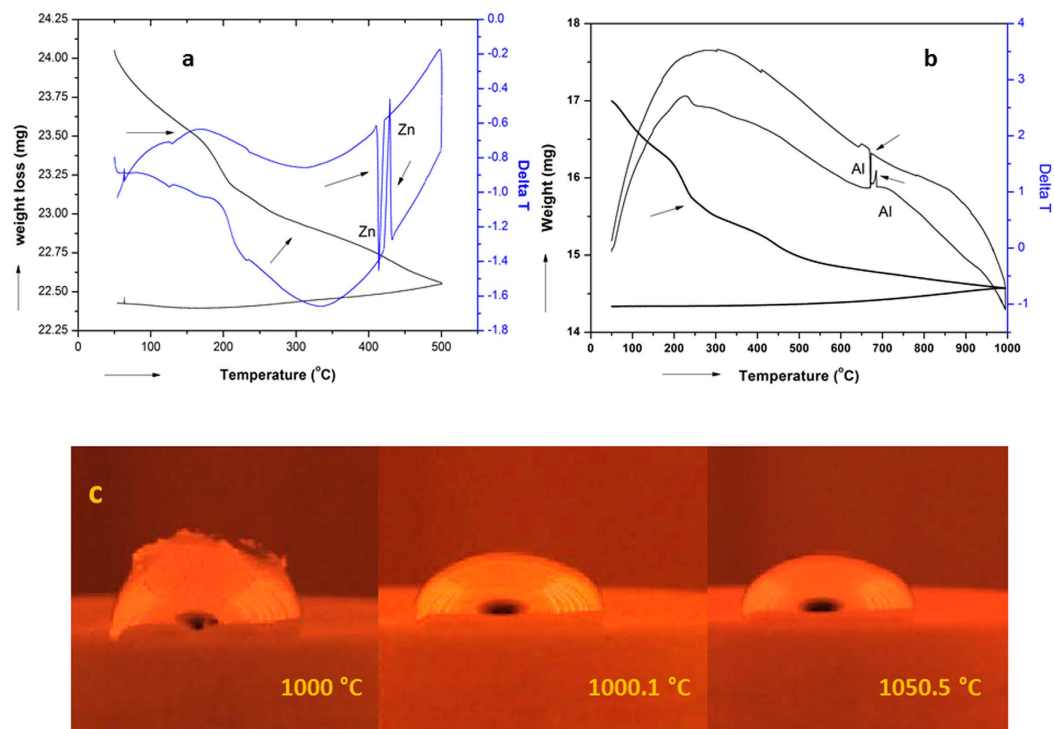 a
24.25
24.00
23.75
23.50
23.25
23.00
22.75
22.50
22.25
weight loss (mg)
0 100 200 300 400 500
Temperature (°C)
0.0
-0.2
-0.4
-0.6
-0.8
-1.0
-1.2
-1.4
-1.6
-1.8
Delta T
Zn
Zn
b
18
17
16
15
14
Weight (mg)
0 100 200 300 400 500 600 700 800 900 1000
Temperature (°C)
4
3
2
1
0
-1
Delta T
Al
Al
c
1000 °C
1000.1 °C
1050.5 °C